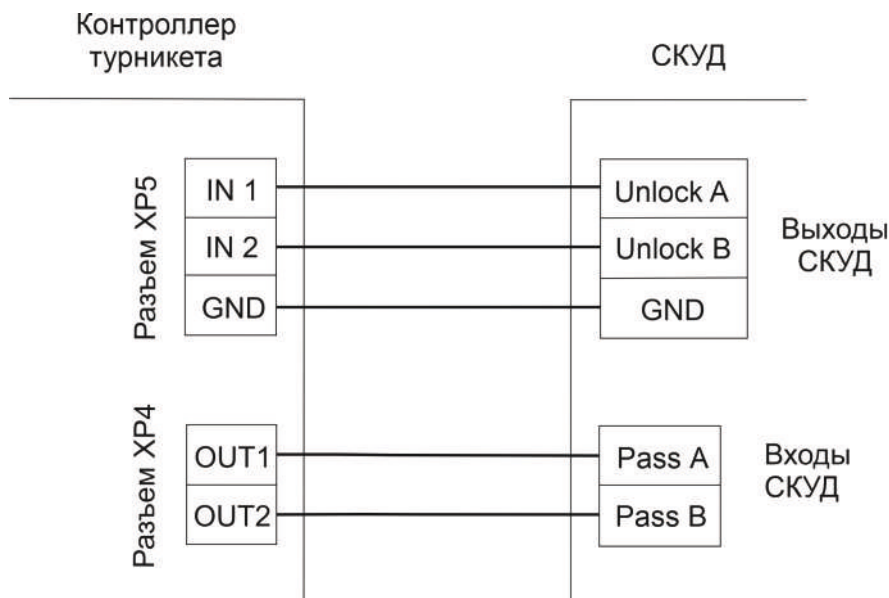 Контроллер
турникета
СКУД
Разъем XP5
IN 1
IN 2
GND
Unlock A
Unlock B
GND
Выходы
СКУД
Разъем XP4
OUT1
OUT2
Pass A
Pass B
Входы
СКУД